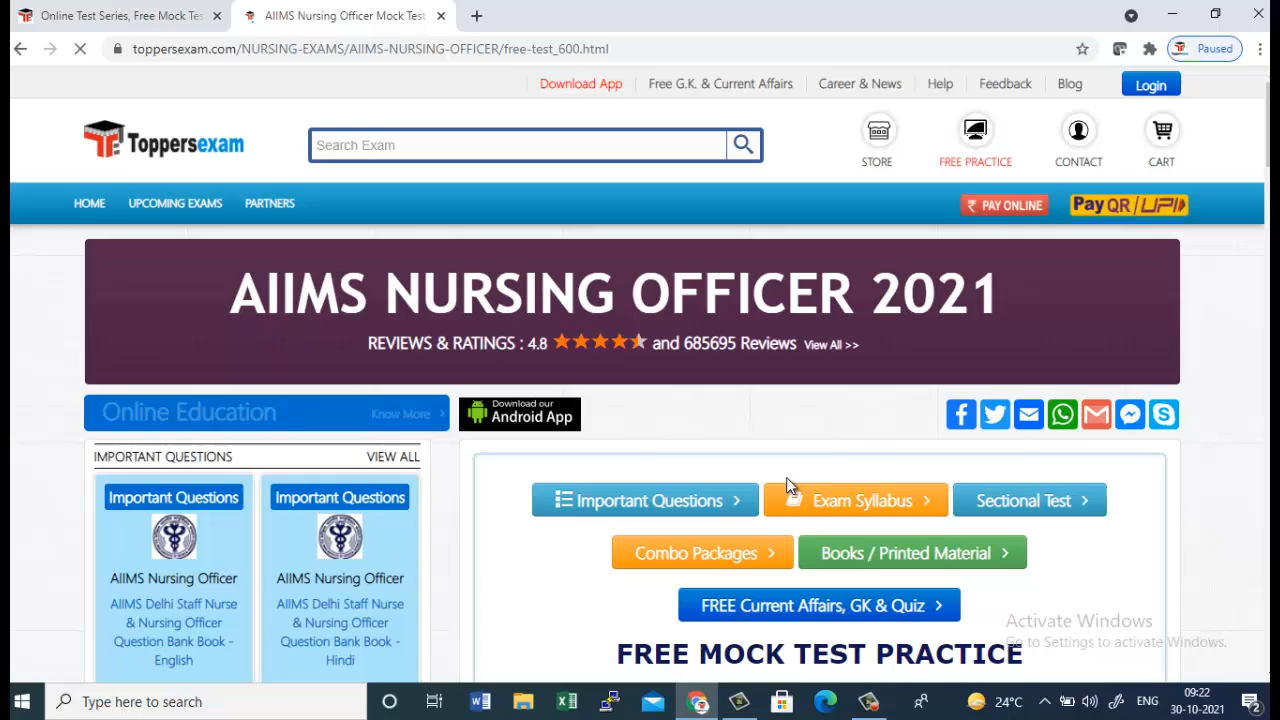 Online Test Series, Free Mock Tes
AIIMS Nursing Officer Mock Test
toppersexam.com/NURSING-EXAMS/AIIMS-NURSING-OFFICER/free-test_600.html
Paused
Download App
Free G.K. & Current Affairs
Career & News
Help
Feedback
Blog
Login
Toppersexam
Search Exam
STORE
FREE PRACTICE
CONTACT
CART
HOME
UPCOMING EXAMS
PARTNERS
₹ PAY ONLINE
Pay QR/UPI
AIIMS NURSING OFFICER 2021
REVIEWS & RATINGS : 4.8 and 685695 Reviews View All >>
Online Education
Know More
Download our
Android App
IMPORTANT QUESTIONS
VIEW ALL
Important Questions
AIIMS Nursing Officer
AIIMS Delhi Staff Nurse
& Nursing Officer
Question Bank Book -
English
Important Questions
AIIMS Nursing Officer
AIIMS Delhi Staff Nurse
& Nursing Officer
Question Bank Book -
Hindi
Important Questions
Exam Syllabus
Sectional Test
Combo Packages
Books / Printed Material
FREE Current Affairs, GK & Quiz
FREE MOCK TEST PRACTICE
Activate Windows
Go to Settings to activate Windows.
Type here to search
24°C
ENG
09:22
30-10-2021
2